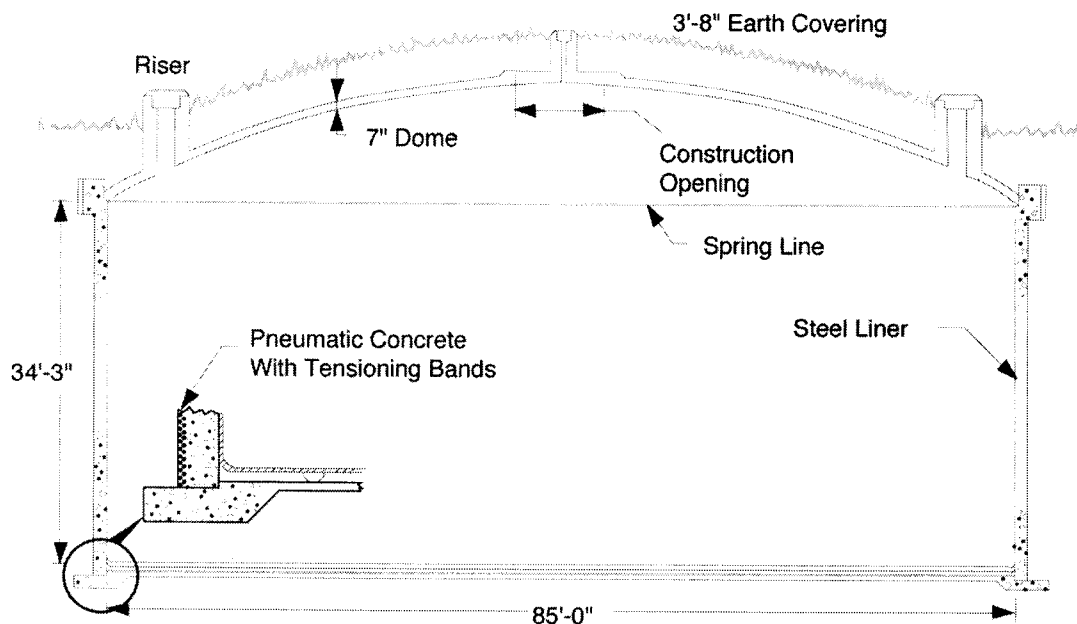 3'-8" Earth Covering
Riser
7" Dome
Construction
Opening
Spring Line
Pneumatic Concrete
With Tensioning Bands
Steel Liner
34'-3"
85'-0"